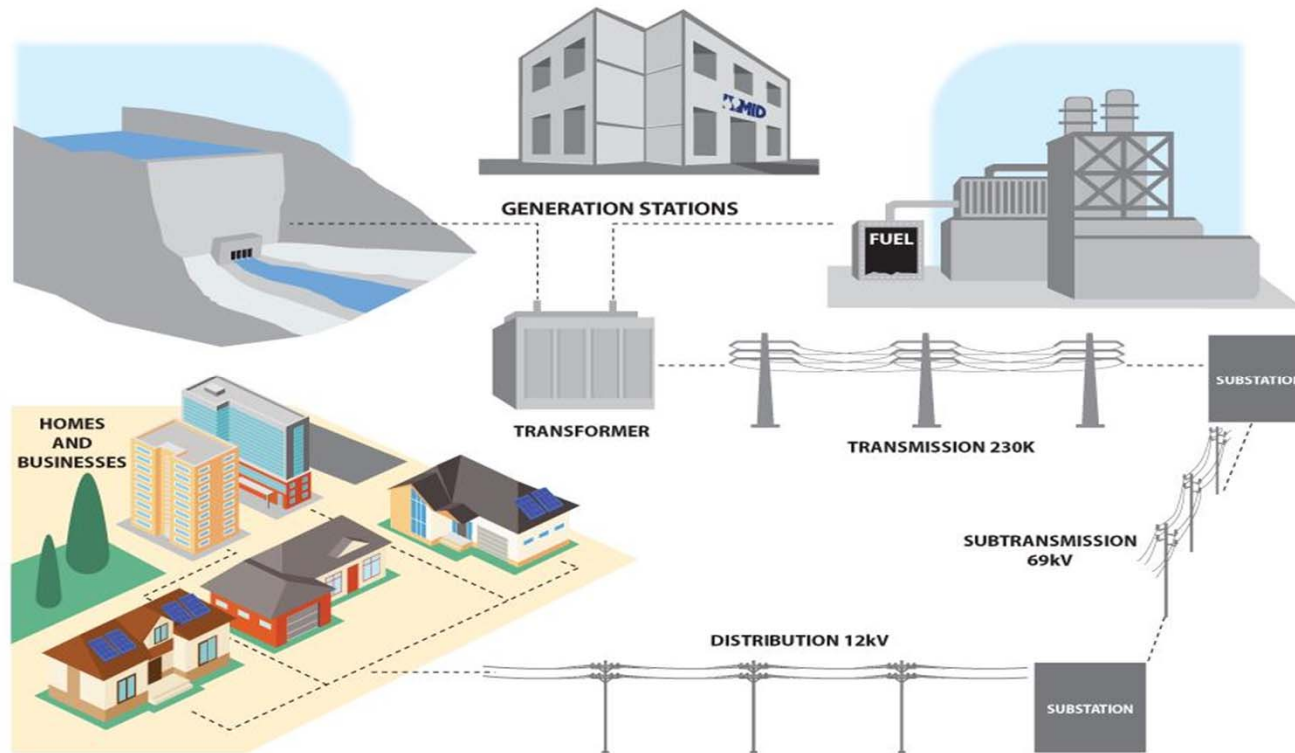 MID
GENERATION STATIONS
FUEL
TRANSFORMER
TRANSMISSION 230K
SUBSTATION
HOMES
AND
BUSINESSES
SUBTRANSMISSION
69kV
DISTRIBUTION 12kV
SUBSTATION